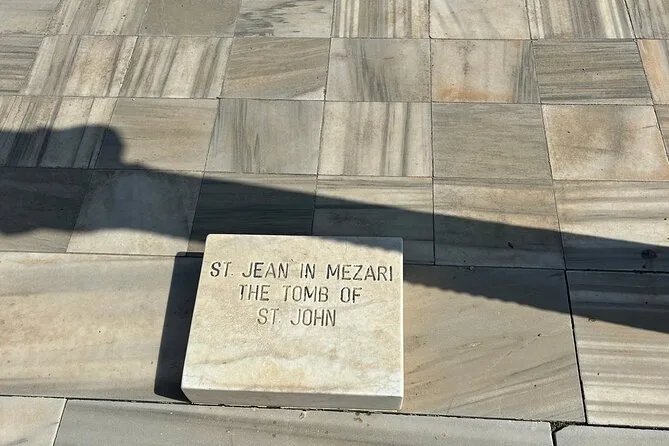 ST. JEAN IN MEZARI
THE TOMB OF
ST. JOHN